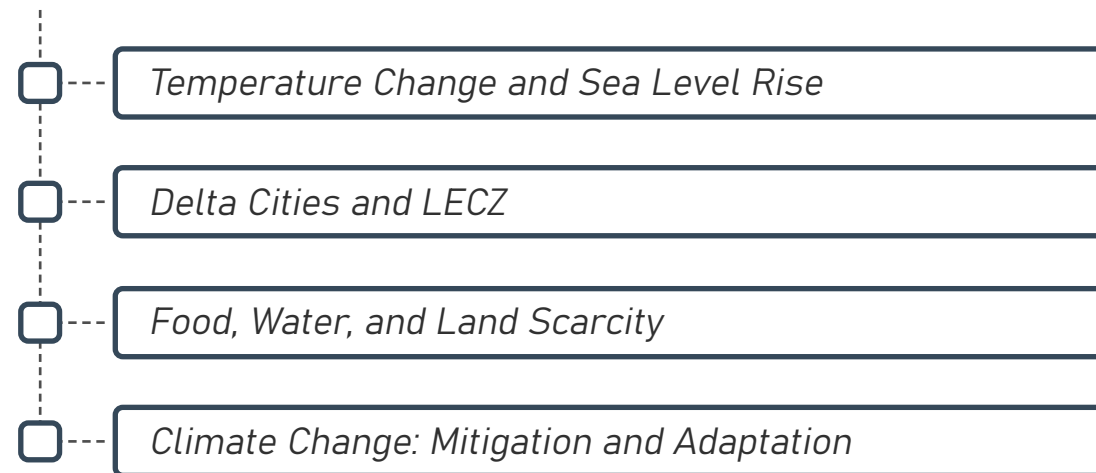 Temperature Change and Sea Level Rise
Delta Cities and LECZ
Food, Water, and Land Scarcity
Climate Change: Mitigation and Adaptation